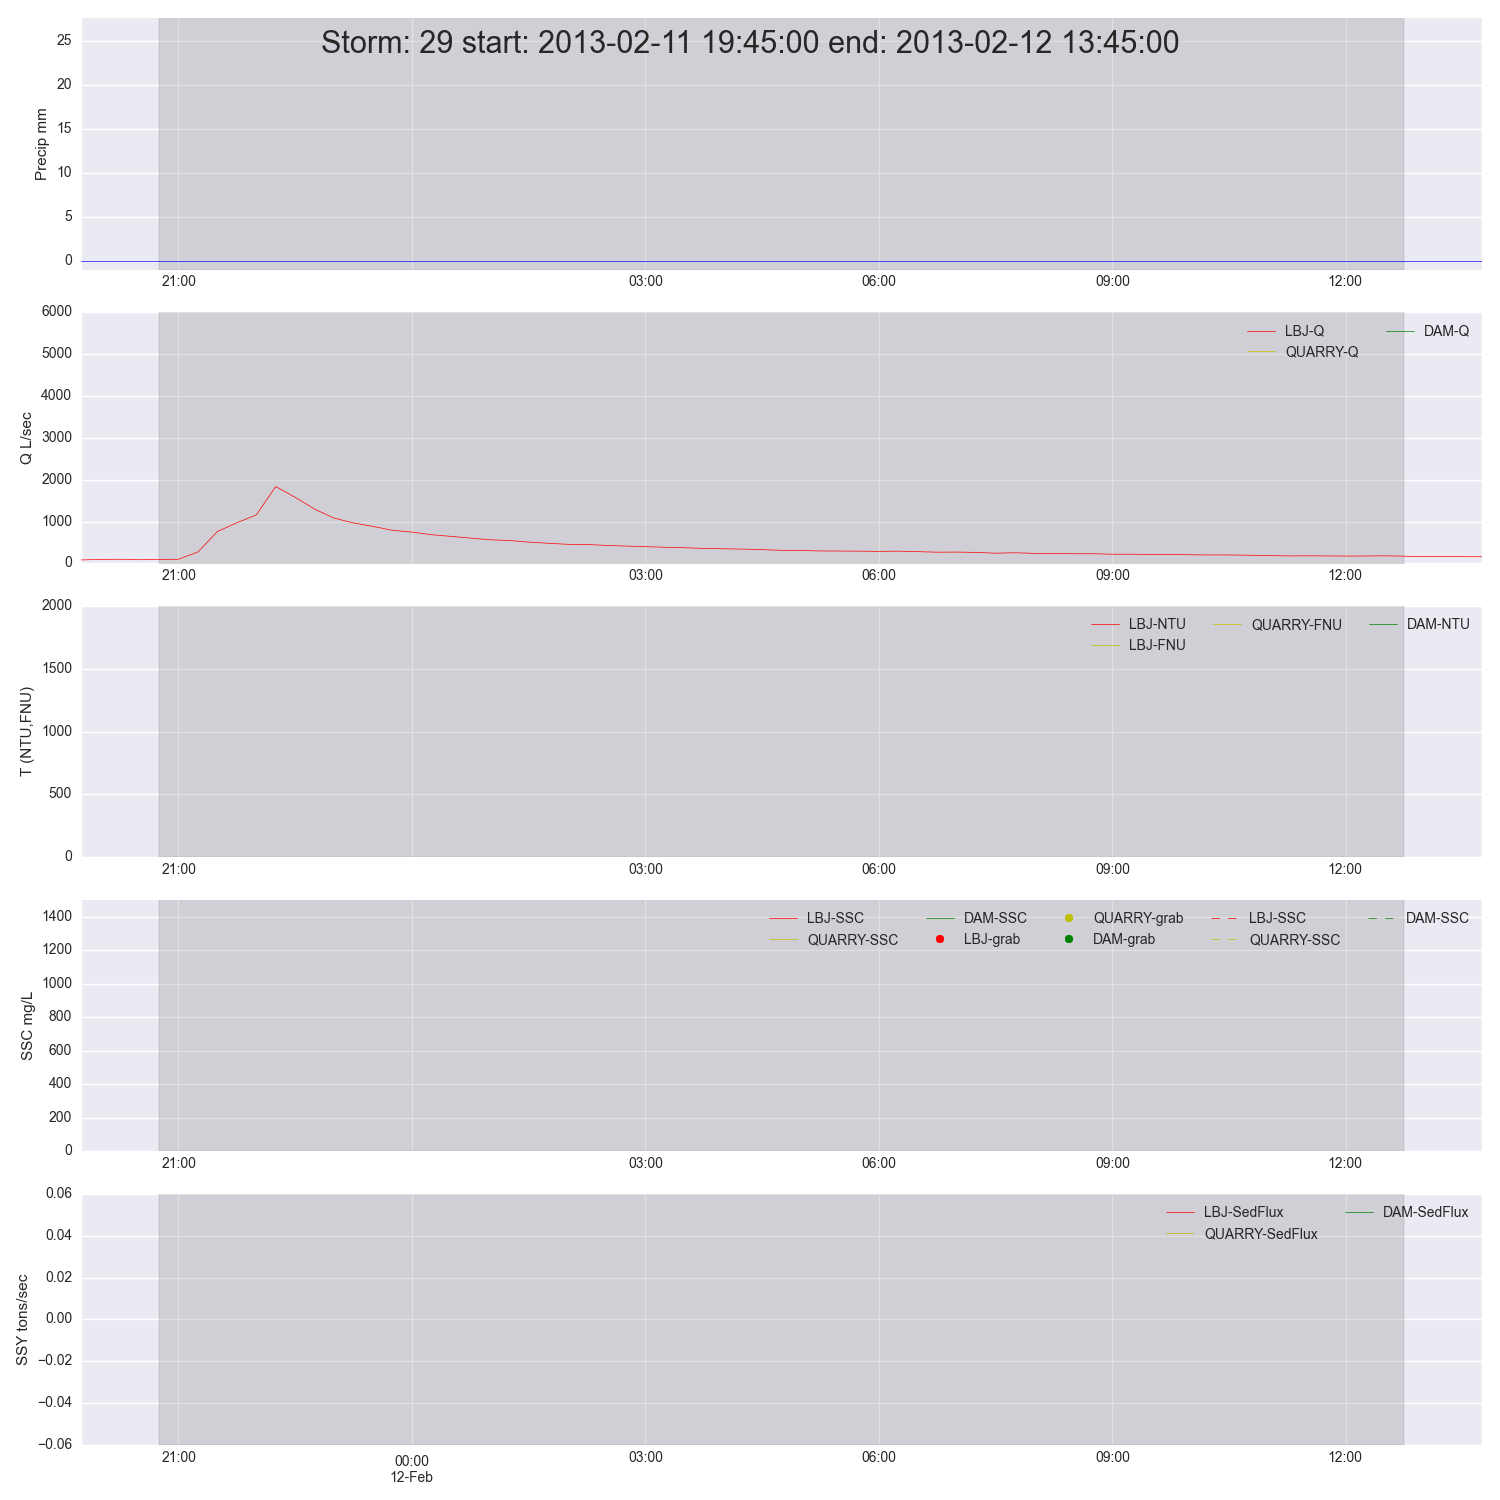 Storm: 29 start: 2013-02-11 19:45:00 end: 2013-02-12 13:45:00
Precip mm
25
20
15
10
5
0
21:00 03:00 06:00 09:00 12:00
Q L/sec
6000
5000
4000
3000
2000
1000
0
LBJ-Q DAM-Q
QUARRY-Q
21:00 03:00 06:00 09:00 12:00
T (NTU,FNU)
2000
1500
1000
500
0
LBJ-NTU QUARRY-FNU DAM-NTU
LBJ-FNU
21:00 03:00 06:00 09:00 12:00
SSC mg/L
1400
1200
1000
800
600
400
200
0
LBJ-SSC DAM-SSC QUARRY-grab LBJ-SSC DAM-SSC
QUARRY-SSC LBJ-grab DAM-grab QUARRY-SSC
21:00 03:00 06:00 09:00 12:00
SSY tons/sec
0.06
0.04
0.02
0.00
−0.02
−0.04
−0.06
LBJ-SedFlux DAM-SedFlux
QUARRY-SedFlux
21:00 00:00 03:00 06:00 09:00 12:00
12-Feb